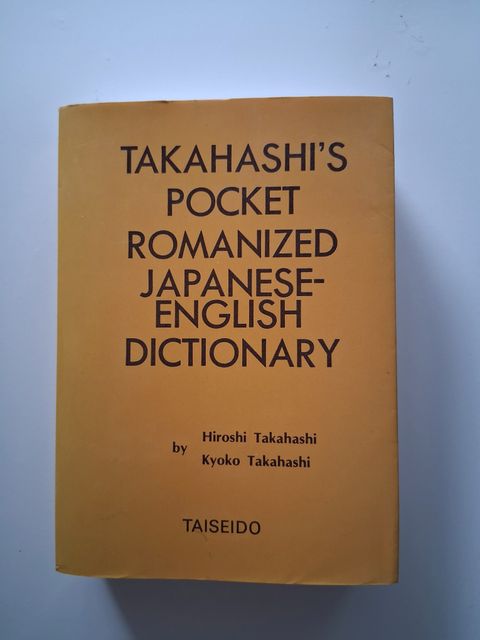 TAKAHASHI'S
POCKET
ROMANIZED
JAPANESE-
ENGLISH
DICTIONARY
by Hiroshi Takahashi
Kyoko Takahashi
TAISEIDO